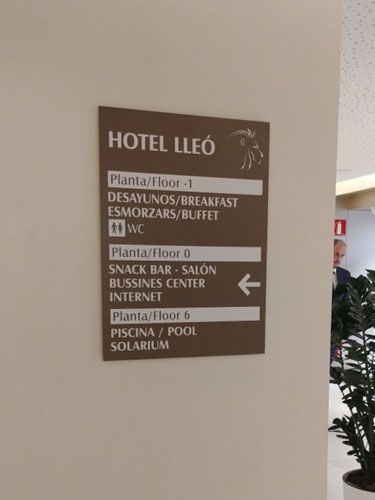 HOTEL LLEÓ
Planta/Floor -1
DESAYUNOS/BREAKFAST
ESMORZARS/BUFFET
WC
Planta/Floor 0
SNACK BAR - SALÓN
BUSSINES CENTER
INTERNET
Planta/Floor 6
PISCINA / POOL
SOLARIUM